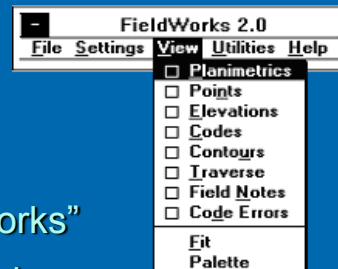 FieldWorks 2.0
File Settings View Utilities Help
Planimetrics
Points
Elevations
Codes
Contours
Traverse
Field Notes
Code Errors
orks”
Fit
Palette